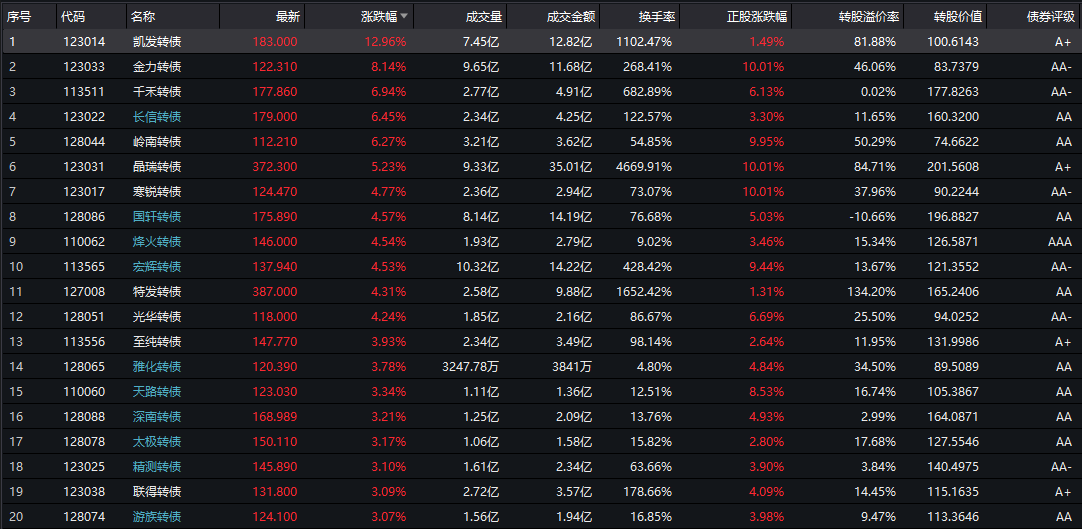 序号 代码 名称 最新 涨跌幅 成交量 成交金额 换手率 正股涨跌幅 转股溢价率 转股价值 债券评级
1 123014 凯发转债 183.000 12.96% 7.45亿 12.82亿 1102.47% 1.49% 81.88% 100.6143 A+
2 123033 金力转债 122.310 8.14% 9.65亿 11.68亿 268.41% 10.01% 46.06% 83.7379 AA-
3 113511 千禾转债 177.860 6.94% 2.77亿 4.91亿 682.89% 6.13% 0.02% 177.8263 AA-
4 123022 长信转债 179.000 6.45% 2.34亿 4.25亿 122.57% 3.30% 11.65% 160.3200 AA
5 128044 岭南转债 112.210 6.27% 3.21亿 3.62亿 54.85% 9.95% 50.29% 74.6622 AA
6 123031 晶瑞转债 372.300 5.23% 9.33亿 35.01亿 4669.91% 10.01% 84.71% 201.5608 A+
7 123017 寒锐转债 124.470 4.77% 2.36亿 2.94亿 73.07% 10.01% 37.96% 90.2244 AA-
8 128086 国轩转债 175.890 4.57% 8.14亿 14.19亿 76.68% 5.03% -10.66% 196.8827 AA
9 110062 烽火转债 146.000 4.54% 1.93亿 2.79亿 9.02% 3.46% 15.34% 126.5871 AAA
10 113565 宏辉转债 137.940 4.53% 10.32亿 14.22亿 428.42% 9.44% 13.67% 121.3552 AA-
11 127008 特发转债 387.000 4.31% 2.58亿 9.88亿 1652.42% 1.31% 134.20% 165.2406 AA
12 128051 光华转债 118.000 4.24% 1.85亿 2.16亿 86.67% 6.69% 25.50% 94.0252 AA-
13 113556 至纯转债 147.770 3.93% 2.34亿 3.49亿 98.14% 2.64% 11.95% 131.9986 A+
14 128065 雅化转债 120.390 3.78% 3247.78万 3841万 4.80% 4.84% 34.50% 89.5089 AA
15 110060 天路转债 123.030 3.34% 1.11亿 1.36亿 12.51% 8.53% 16.74% 105.3867 AA
16 128088 深南转债 168.989 3.21% 1.25亿 2.09亿 13.76% 4.93% 2.99% 164.0871 AA
17 128078 太极转债 150.110 3.17% 1.06亿 1.58亿 15.82% 2.80% 17.68% 127.5546 AA
18 123025 精测转债 145.890 3.10% 1.61亿 2.34亿 63.66% 3.90% 3.84% 140.4975 AA-
19 123038 联得转债 131.800 3.09% 2.72亿 3.57亿 178.66% 4.09% 14.45% 115.1635 A+
20 128074 游族转债 124.100 3.07% 1.56亿 1.94亿 16.85% 3.98% 9.47% 113.3646 AA